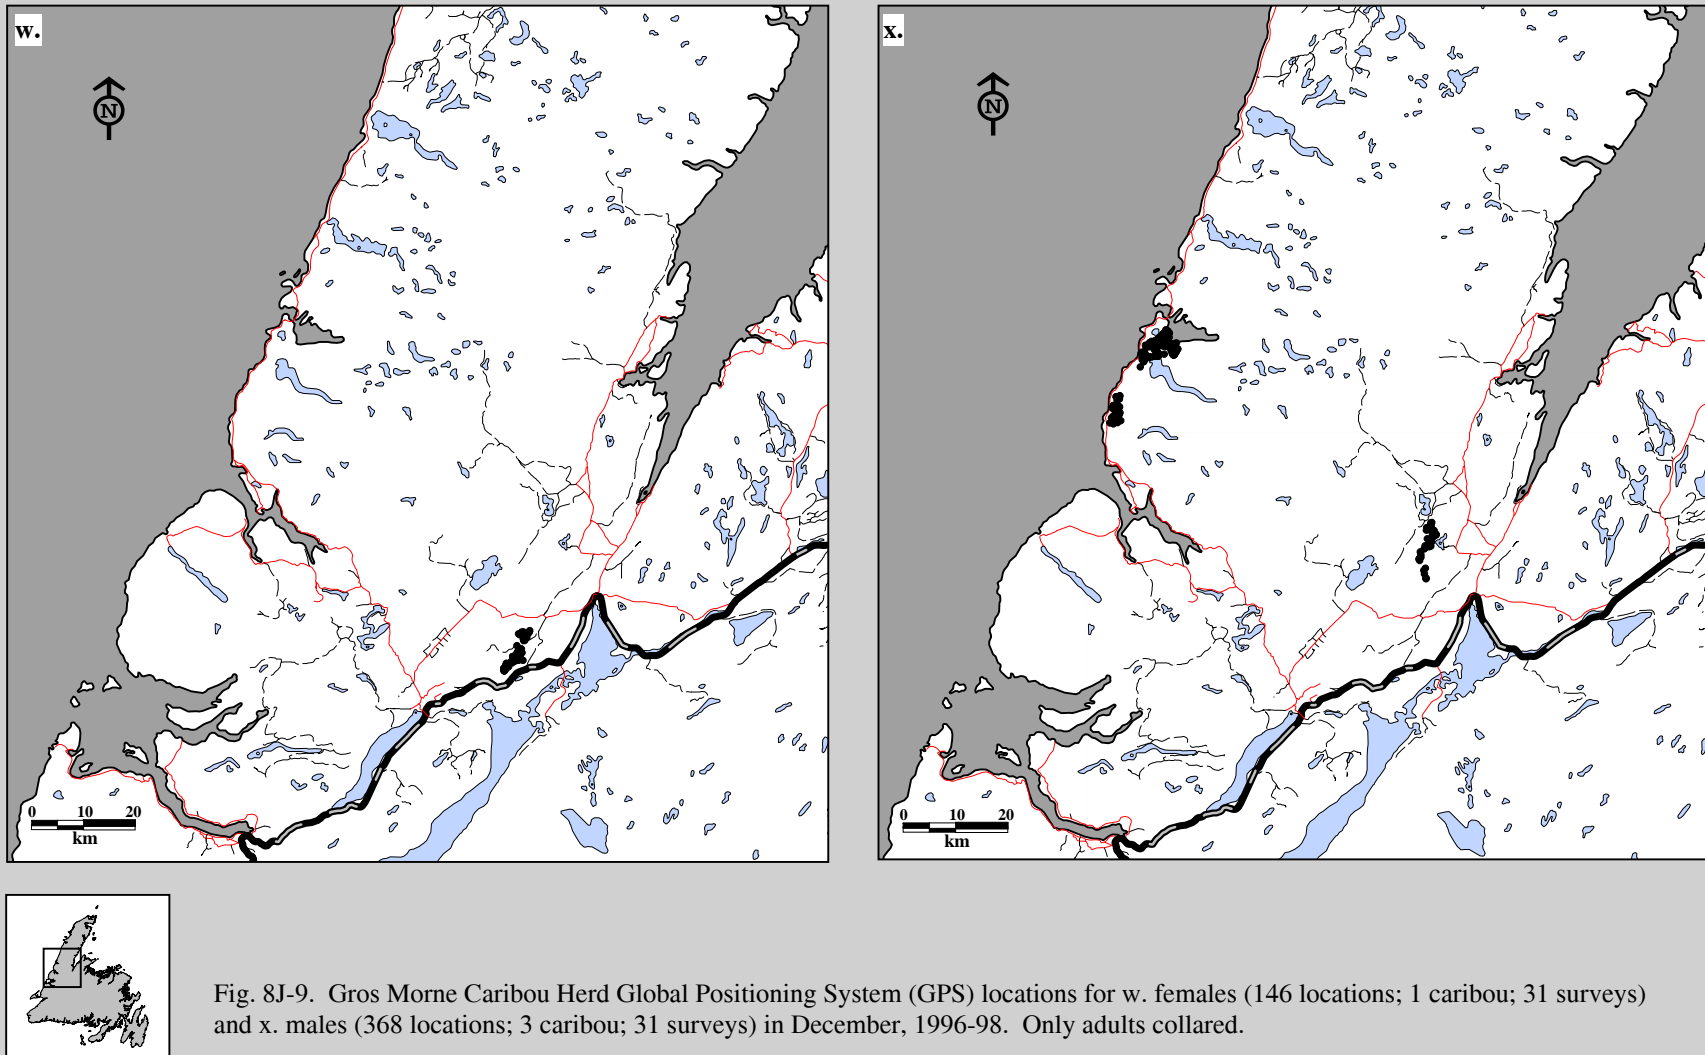 w.
N
0 10 20
km
x.
N
0 10 20
km
Fig. 8J-9. Gros Morne Caribou Herd Global Positioning System (GPS) locations for w. females (146 locations; 1 caribou; 31 surveys)
and x. males (368 locations; 3 caribou; 31 surveys) in December, 1996-98. Only adults collared.